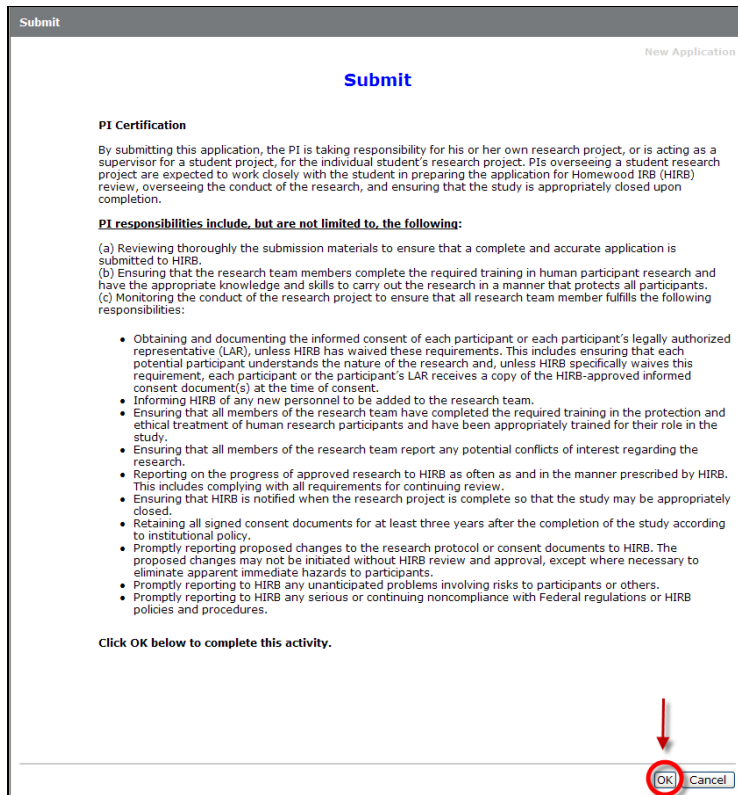 Submit
New Application
Submit
PI Certification
By submitting this application, the PI is taking responsibility for his or her own research project, or is acting as a
supervisor for a student project, for the individual student's research project. PIs overseeing a student research
project are expected to work closely with the student in preparing the application for Homewood IRB (HIRB)
review, overseeing the conduct of the research, and ensuring that the study is appropriately closed upon
completion.
PI responsibilities include, but are not limited to, the following:
(a) Reviewing thoroughly the submission materials to ensure that a complete and accurate application is
submitted to HIRB.
(b) Ensuring that the research team members complete the required training in human participant research and
have the appropriate knowledge and skills to carry out the research in a manner that protects all participants.
(c) Monitoring the conduct of the research project to ensure that all research team member fulfills the following
responsibilities:
• Obtaining and documenting the informed consent of each participant or each participant's legally authorized
representative (LAR), unless HIRB has waived these requirements. This includes ensuring that each
potential participant understands the nature of the research and, unless HIRB specifically waives this
requirement, each participant or the participant's LAR receives a copy of the HIRB-approved informed
consent document(s) at the time of consent.
• Informing HIRB of any new personnel to be added to the research team.
• Ensuring that all members of the research team have completed the required training in the protection and
ethical treatment of human research participants and have been appropriately trained for their role in the
study.
• Ensuring that all members of the research team report any potential conflicts of interest regarding the
research.
• Reporting on the progress of approved research to HIRB as often as and in the manner prescribed by HIRB.
This includes complying with all requirements for continuing review.
• Ensuring that HIRB is notified when the research project is complete so that the study may be appropriately
closed.
• Retaining all signed consent documents for at least three years after the completion of the study according
to institutional policy.
• Promptly reporting proposed changes to the research protocol or consent documents to HIRB. The
proposed changes may not be initiated without HIRB review and approval, except where necessary to
eliminate apparent immediate hazards to participants.
• Promptly reporting to HIRB any unanticipated problems involving risks to participants or others.
• Promptly reporting to HIRB any serious or continuing noncompliance with Federal regulations or HIRB
policies and procedures.
Click OK below to complete this activity.
OK Cancel